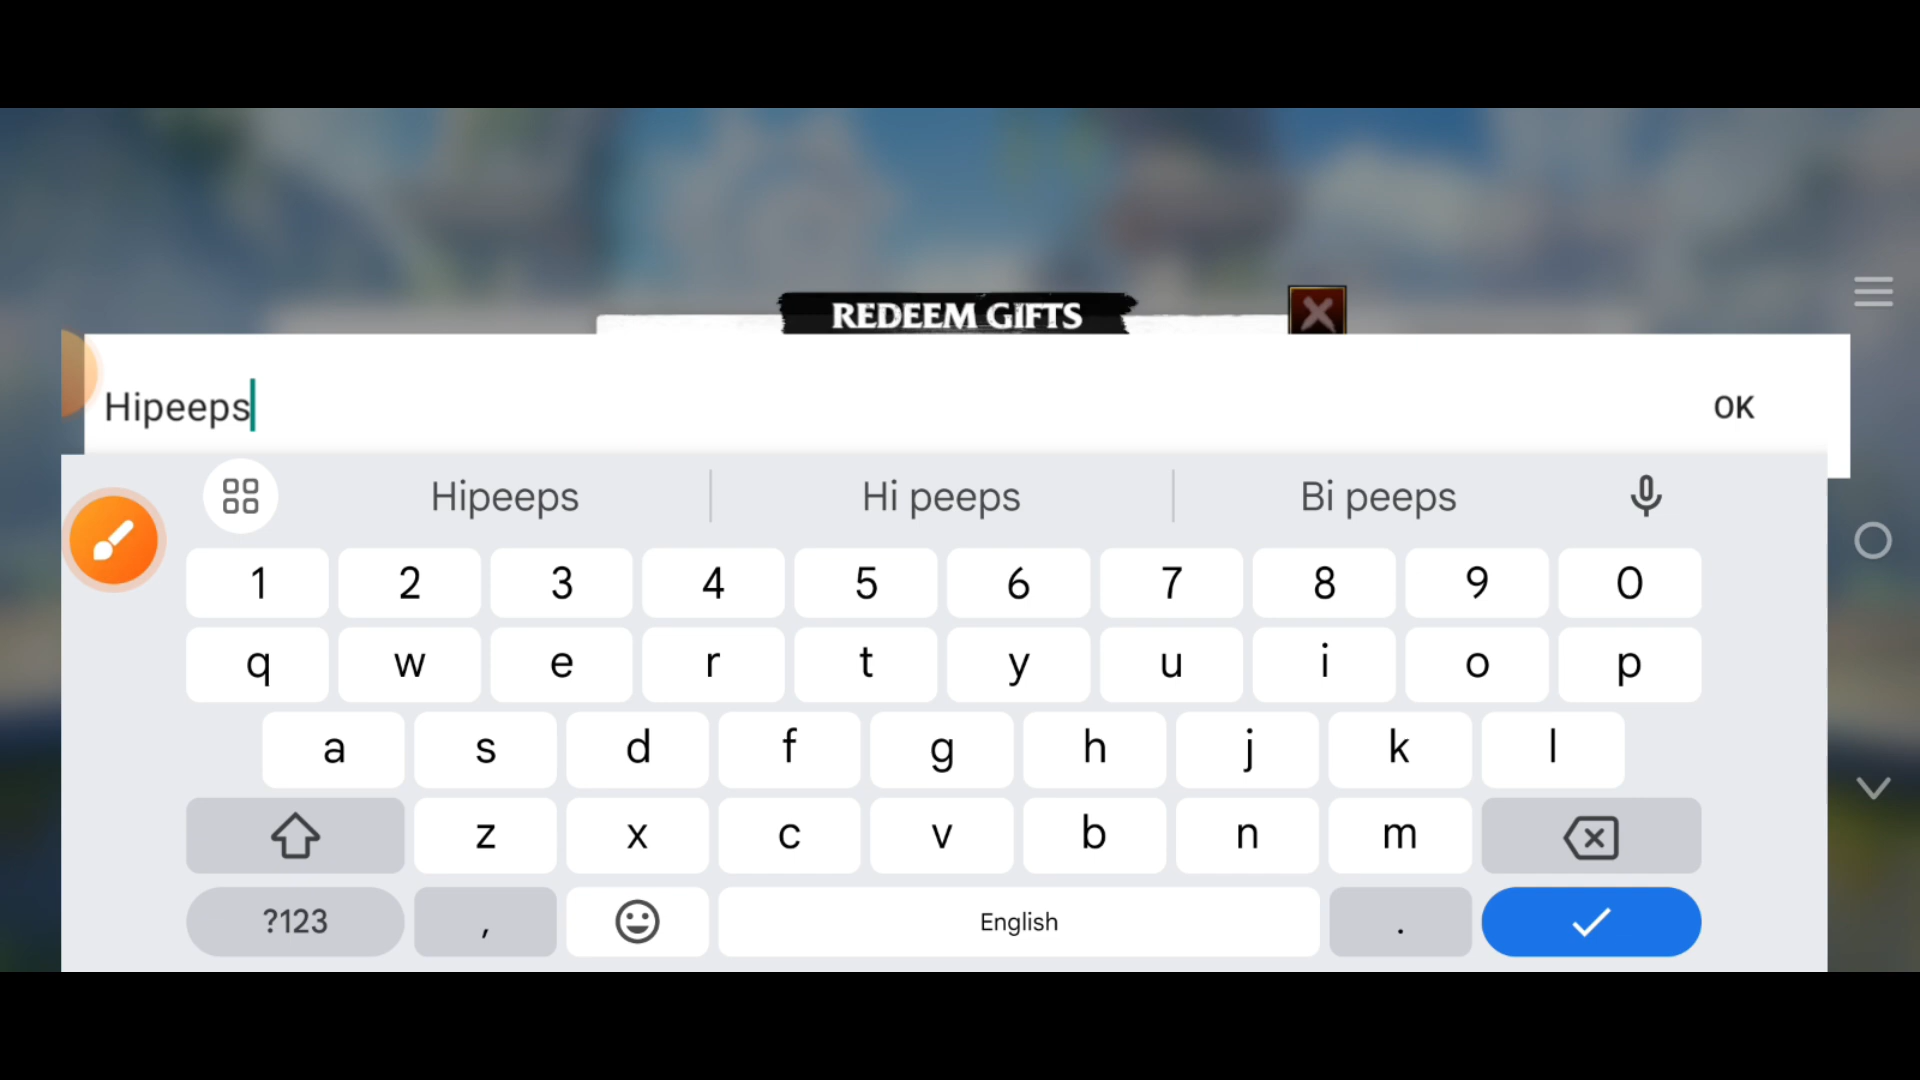 REDEEM GIFTS
Hipeeps
OK
Hipeeps Hi peeps Bi peeps
1 2 3 4 5 6 7 8 9 0
q w e r t y u i o p
a s d f g h j k l
z x c v b n m
?123 , English .